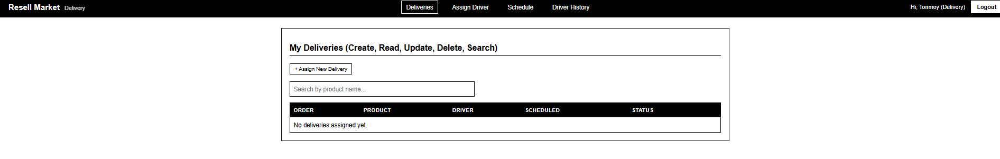 Resell Market Delivery Deliveries Assign Driver Schedule Driver History Hi, Tonmoy (Delivery) Logout
My Deliveries (Create, Read, Update, Delete, Search)
+ Assign New Delivery
Search by product name...
ORDER PRODUCT DRIVER SCHEDULED STATUS
No deliveries assigned yet.